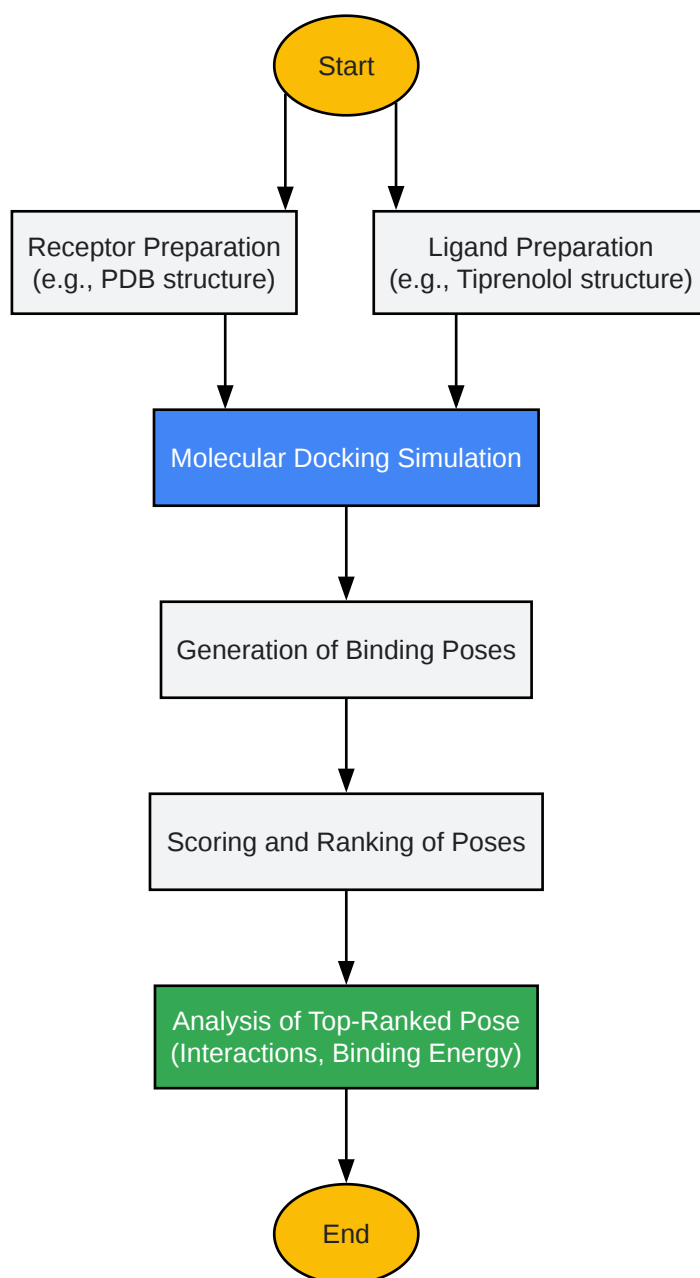 Start
Receptor Preparation
(e.g., PDB structure)
Ligand Preparation
(e.g., Tiprenolol structure)
Molecular Docking Simulation
Generation of Binding Poses
Scoring and Ranking of Poses
Analysis of Top-Ranked Pose
(Interactions, Binding Energy)
End